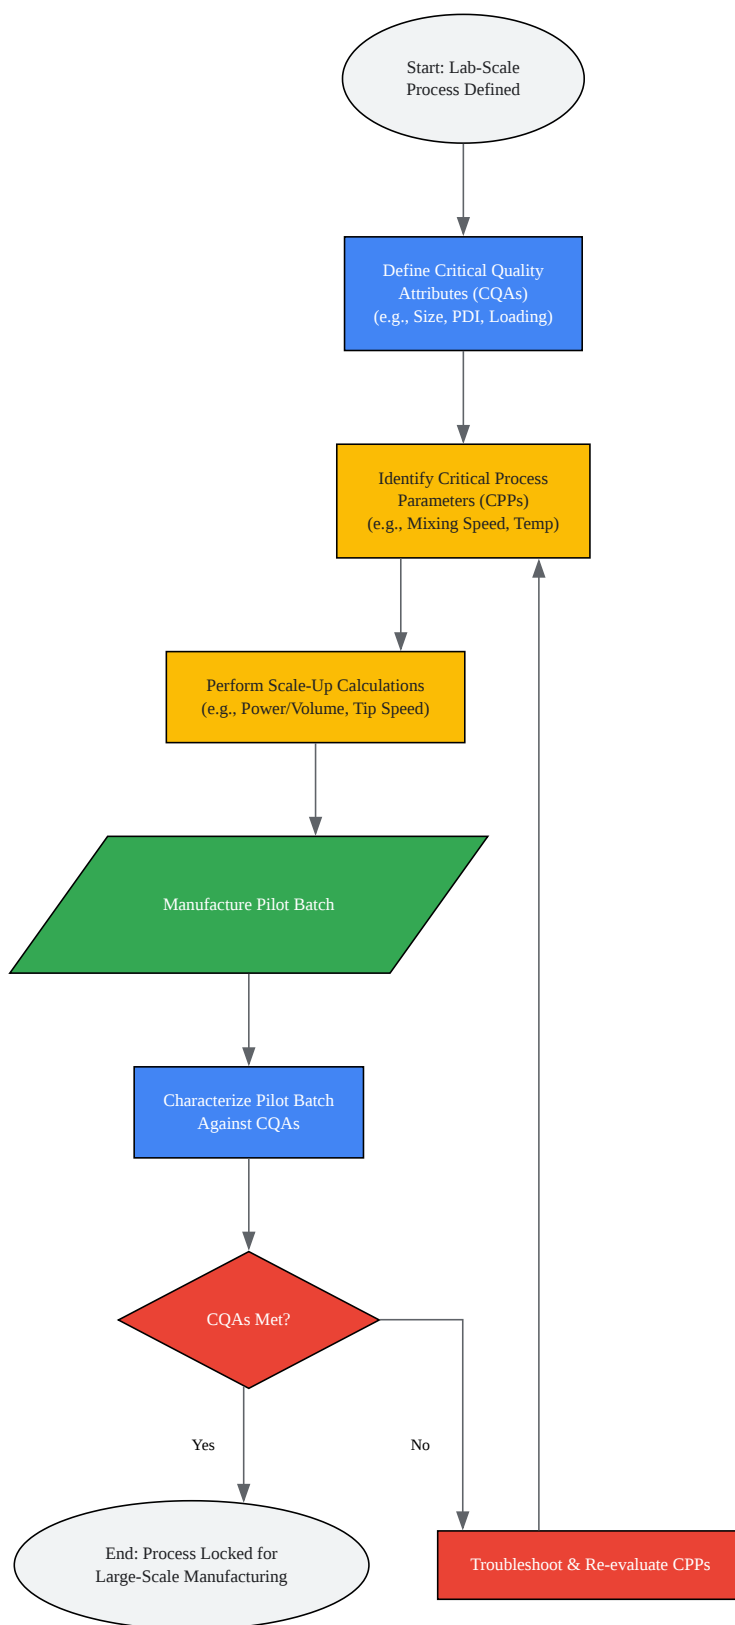 Start: Lab-Scale
Process Defined
Define Critical Quality
Attributes (CQAs)
(e.g., Size, PDI, Loading)
Identify Critical Process
Parameters (CPPs)
(e.g., Mixing Speed, Temp)
Perform Scale-Up Calculations
(e.g., Power/Volume, Tip Speed)
Manufacture Pilot Batch
Characterize Pilot Batch
Against CQAs
CQAs Met?
Yes
No
End: Process Locked for
Large-Scale Manufacturing
Troubleshoot & Re-evaluate CPPs